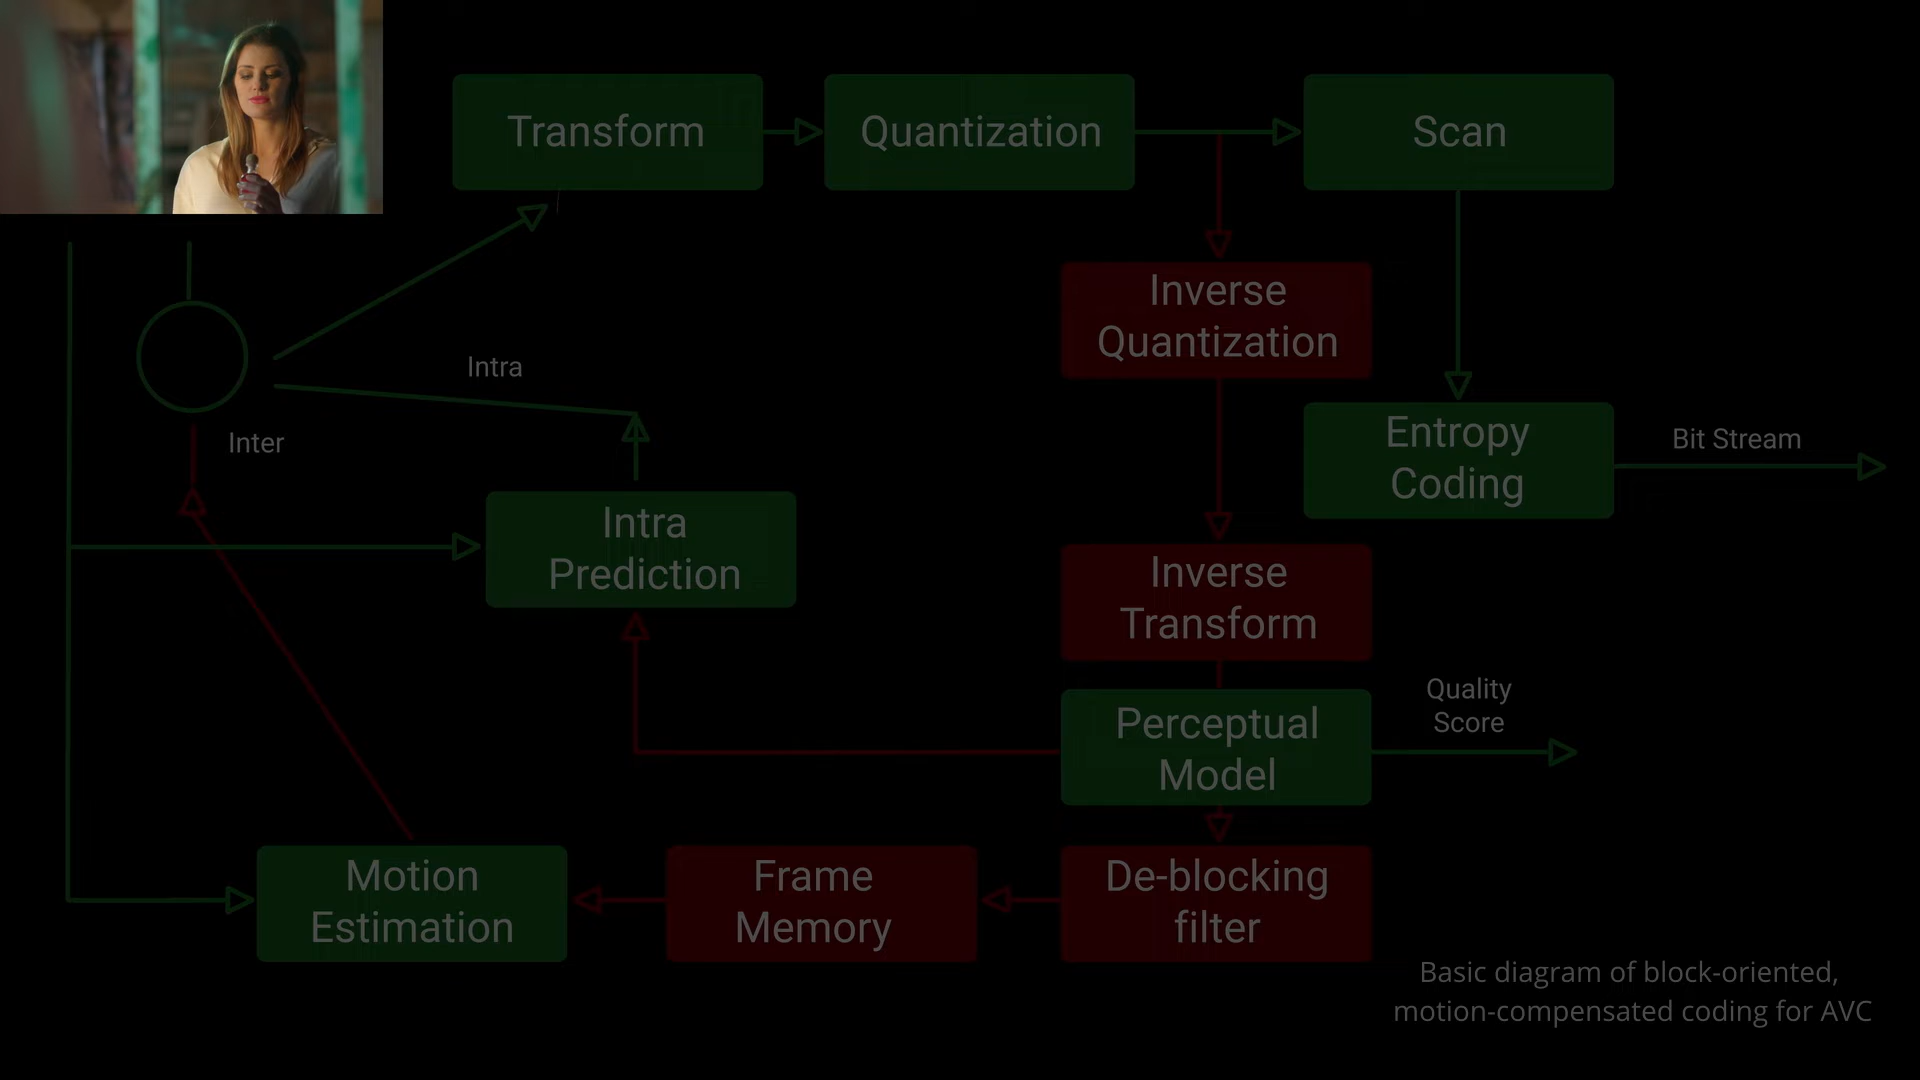 Transform
Quantization
Scan
Inverse
Quantization
Intra
Entropy
Coding
Bit Stream
Inter
Intra
Prediction
Inverse
Transform
Quality
Score
Perceptual
Model
Motion
Estimation
Frame
Memory
De-blocking
filter
Basic diagram of block-oriented,
motion-compensated coding for AVC